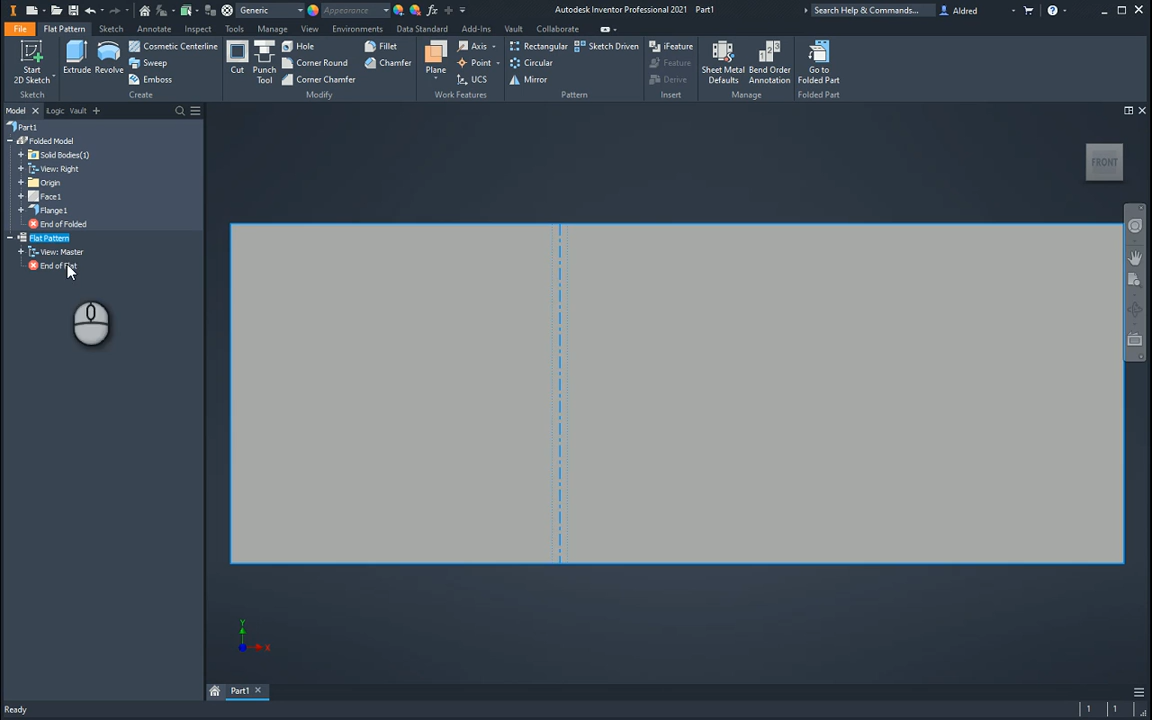 Generic
Appearance
Autodesk Inventor Professional 2021 Part1
Search Help & Commands...
Aldred
File
Flat Pattern
Sketch
Annotate
Inspect
Tools
Manage
View
Environments
Data Standard
Add-Ins
Vault
Collaborate
Start
2D Sketch
Sketch
Extrude
Revolve
Cosmetic Centerline
Sweep
Emboss
Create
Cut
Punch
Tool
Hole
Corner Round
Corner Chamfer
Fillet
Chamfer
Modify
Plane
Axis
Point
UCS
Work Features
Rectangular
Circular
Mirror
Sketch Driven
Pattern
iFeature
Feature
Derive
Insert
Sheet Metal
Defaults
Bend Order
Annotation
Manage
Go to
Folded Part
Folded Part
Model
iLogic
Vault
Part1
Folded Model
Solid Bodies(1)
View: Right
Origin
Face1
Flange1
End of Folded
Flat Pattern
View: Master
End of Flat
FRONT
Y
X
Part1
Ready
1
1